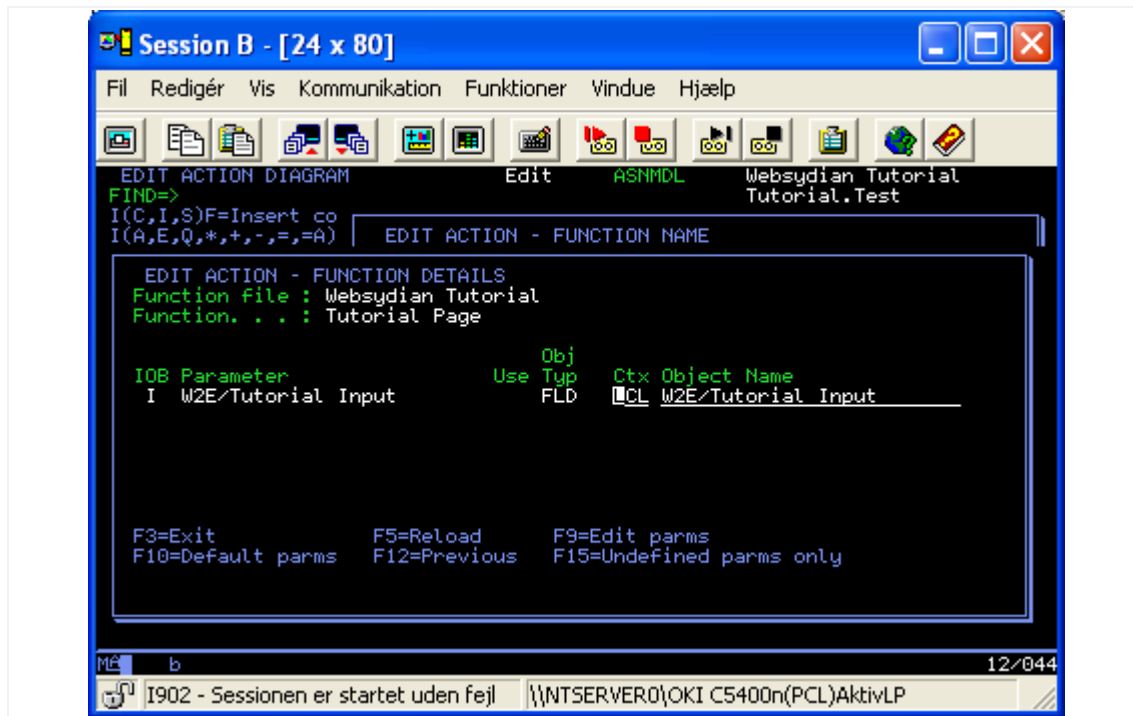 Session B - [24 x 80]
Fil Redigér Vis Kommunikation Funktioner Vindue Hjælp
EDIT ACTION DIAGRAM Edit ASNMDL Websydian Tutorial
FIND=> Tutorial.Test
I(C,I,S)F=Insert co
I(A,E,Q,*,+,-,=,=A) EDIT ACTION - FUNCTION NAME
EDIT ACTION - FUNCTION DETAILS
Function file : Websydian Tutorial
Function. . . : Tutorial Page
Obj
IOB Parameter Use Typ Ctx Object Name
I W2E/Tutorial Input FLD LCL W2E/Tutorial Input
F3=Exit F5=Reload F9=Edit parms
F10=Default parms F12=Previous F15=Undefined parms only
MA b 12/044
I902 - Sessionen er startet uden fejl \\NTSERVER0\OKI C5400n(PCL)AktivLP